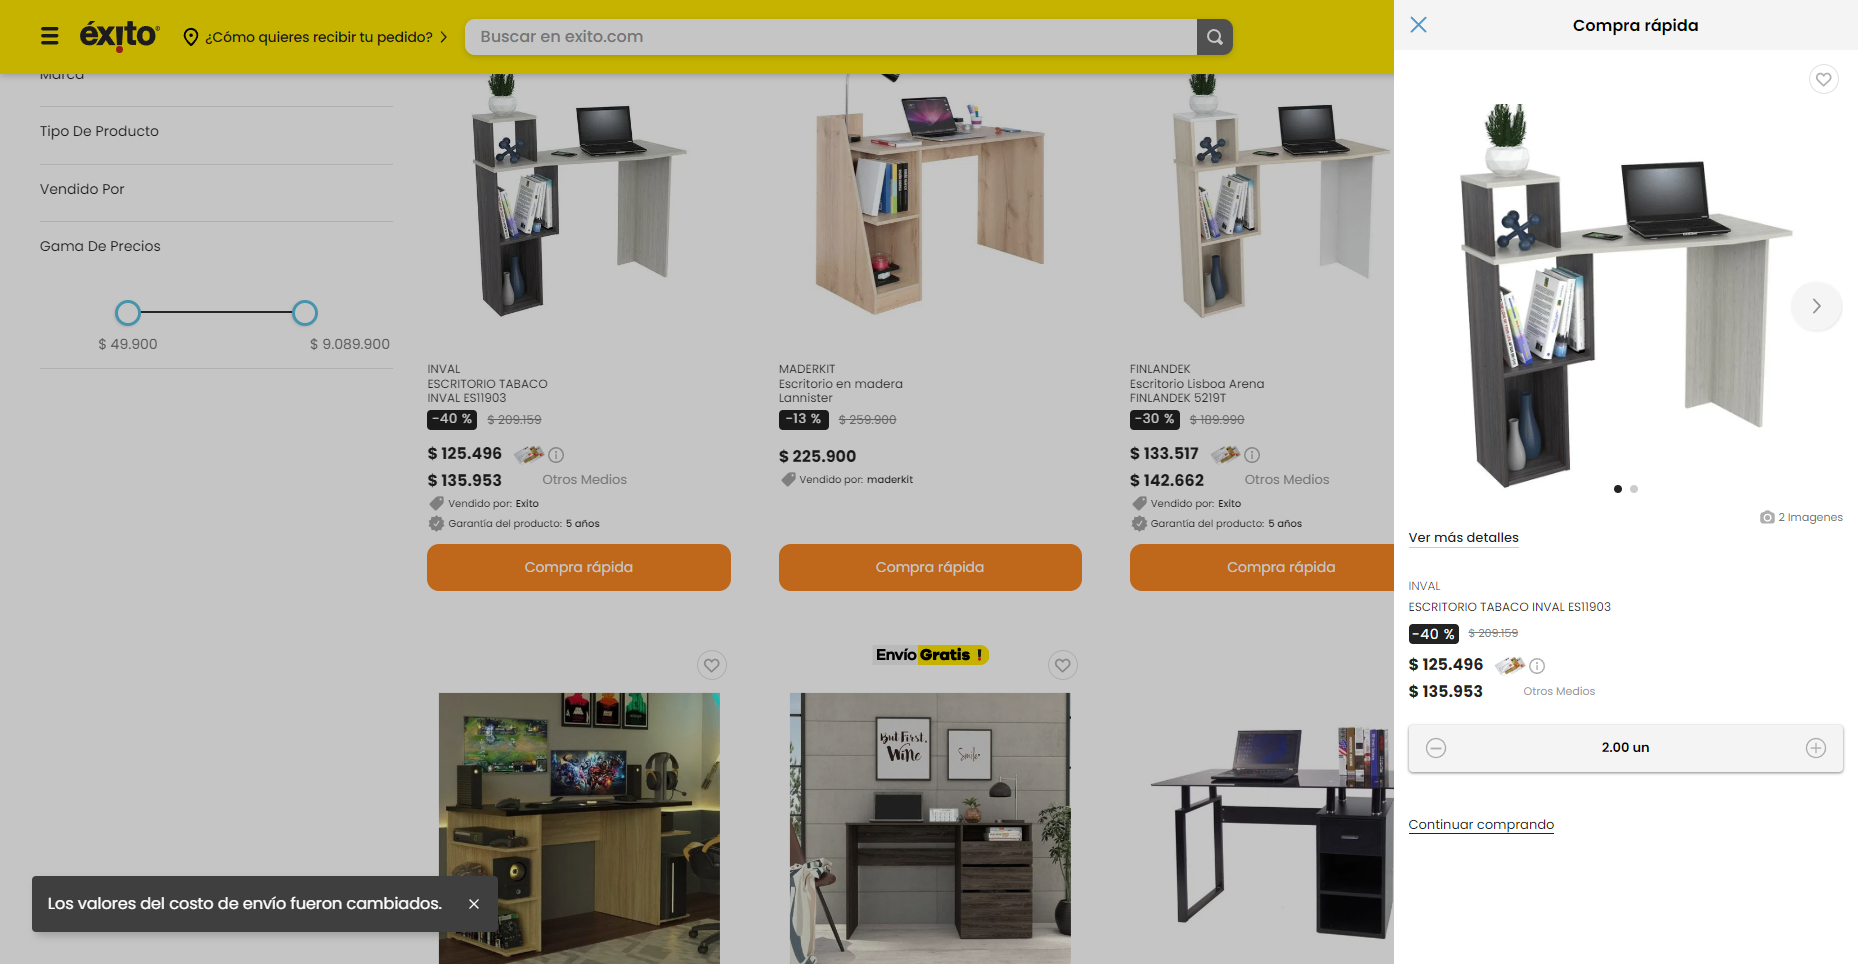 éxito
¿Cómo quieres recibir tu pedido?
Buscar en exito.com
Marca
Tipo De Producto
Vendido Por
Gama De Precios
$ 49.900
$ 9.089.900
INVAL
ESCRITORIO TABACO
INVAL ES11903
-40 %
$ 209.159
$ 125.496
$ 135.953
Otros Medios
Vendido por: Exito
Garantía del producto: 5 años
Compra rápida
MADERKIT
Escritorio en madera
Lannister
-13 %
$ 259.900
$ 225.900
Vendido por: maderkit
Compra rápida
FINLANDEK
Escritorio Lisboa Arena
FINLANDEK 5219T
-30 %
$ 189.990
$ 133.517
$ 142.662
Otros Medios
Vendido por: Exito
Garantía del producto: 5 años
Compra rápida
Envío Gratis !
But First,
Wine
Smile
Los valores del costo de envío fueron cambiados.
Compra rápida
2 Imagenes
Ver más detalles
INVAL
ESCRITORIO TABACO INVAL ES11903
-40 %
$ 209.159
$ 125.496
$ 135.953
Otros Medios
2.00 un
Continuar comprando